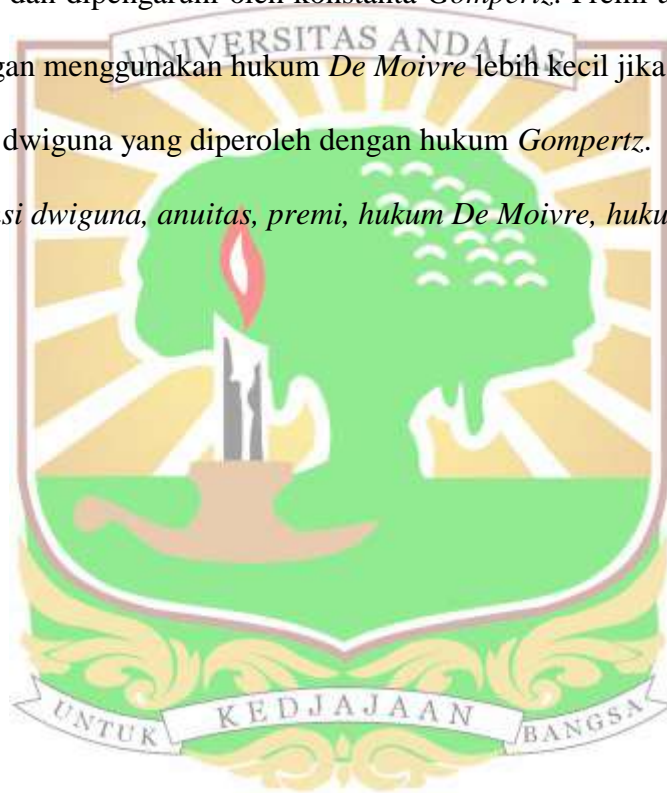 dan dipengaruhi oleh konstanta Gompertz. Premi
UNIVERSITAS ANDALAS
gan menggunakan hukum De Moivre lebih kecil jika
dwiguna yang diperoleh dengan hukum Gompertz.
si dwiguna, anuitas, premi, hukum De Moivre, huku
UNTUK KEDJAJAAN BANGSA